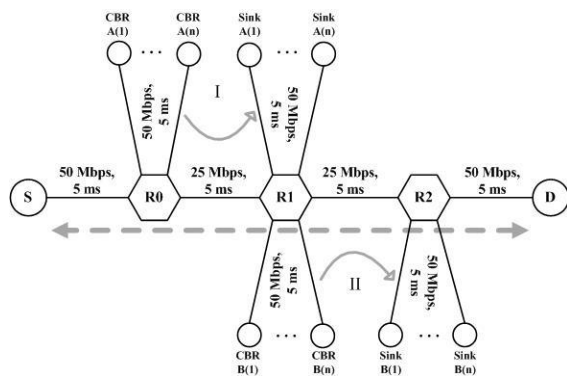 CBR CBR Sink Sink
A(1) A(n) A(1) A(n)
... ...
I
50 Mbps,
5 ms
50 Mbps,
5 ms
50 Mbps, 25 Mbps, 25 Mbps, 50 Mbps,
5 ms 5 ms 5 ms 5 ms
S R0 R1 R2 D
50 Mbps,
5 ms
II
50 Mbps,
5 ms
... ...
CBR CBR Sink Sink
B(1) B(n) B(1) B(n)